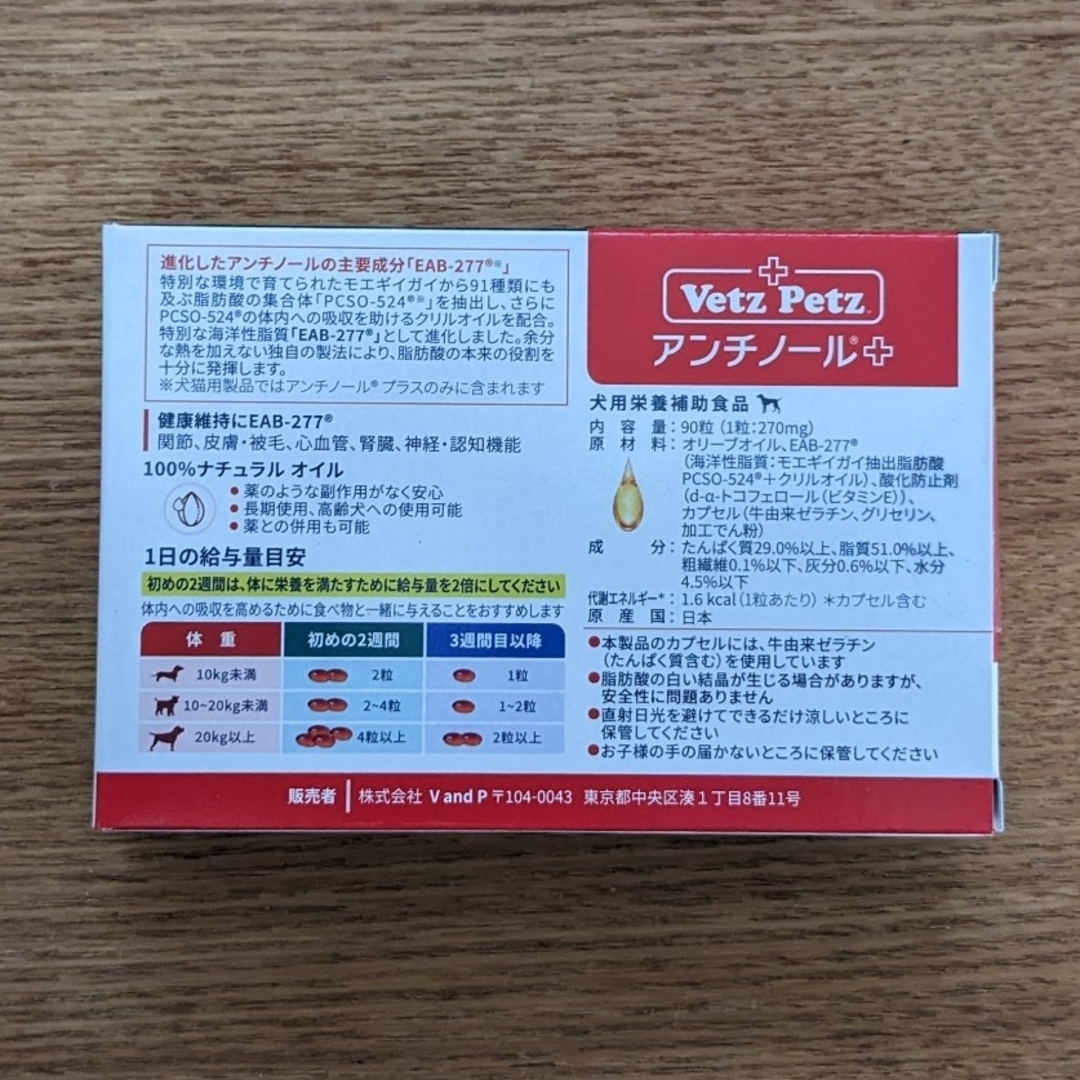 進化したアンチノールの主要成分「EAB-277®※」
特別な環境で育てられたモエギイガイから91種類にも
及ぶ脂肪酸の集合体「PCSO-524®※」を抽出し、さらに
PCSO-524®の体内への吸収を助けるクリルオイルを配合。
特別な海洋性脂質「EAB-277®」として進化しました。余分
な熱を加えない独自の製法により、脂肪酸の本来の役割を
十分に発揮します。
※犬猫用製品ではアンチノール® プラスのみに含まれます
健康維持にEAB-277®
関節、皮膚・被毛、心血管、腎臓、神経・認知機能
100%ナチュラル オイル
●薬のような副作用がなく安心
●長期使用、高齢犬への使用可能
●薬との併用も可能
1日の給与量目安
初めの2週間は、体に栄養を満たすために給与量を2倍にしてください
体内への吸収を高めるために食べ物と一緒に与えることをおすすめします
体 重 初めの2週間 3週間目以降
10kg未満 2粒 1粒
10~20kg未満 2~4粒 1~2粒
20kg以上 4粒以上 2粒以上
Vetz Petz™
アンチノール®+
犬用栄養補助食品
内容量：90粒（1粒：270mg）
原材料：オリーブオイル、EAB-277®
（海洋性脂質：モエギイガイ抽出脂肪酸
PCSO-524®＋クリルオイル）、酸化防止剤
（d-α-トコフェロール（ビタミンE））、
カプセル（牛由来ゼラチン、グリセリン、
加工でん粉）
成分：たんぱく質29.0%以上、脂質51.0%以上、
粗繊維0.1%以下、灰分0.6%以下、水分
4.5%以下
代謝エネルギー*：1.6 kcal（1粒あたり）＊カプセル含む
原産国：日本
●本製品のカプセルには、牛由来ゼラチン
（たんぱく質含む）を使用しています
●脂肪酸の白い結晶が生じる場合がありますが、
安全性に問題ありません
●直射日光を避けてできるだけ涼しいところに
保管してください
●お子様の手の届かないところに保管してください
販売者 株式会社 V and P 〒104-0043 東京都中央区湊1丁目8番11号